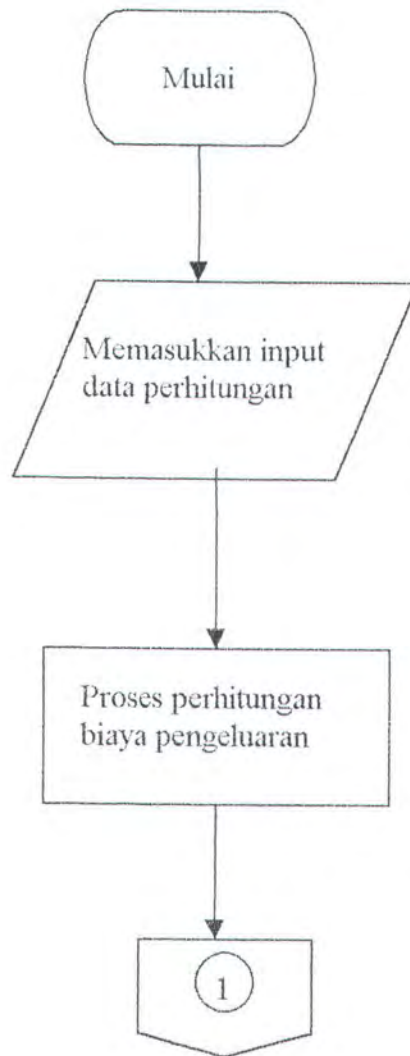 Mulai
Memasukkan input
data perhitungan
Proses perhitungan
biaya pengeluaran
1